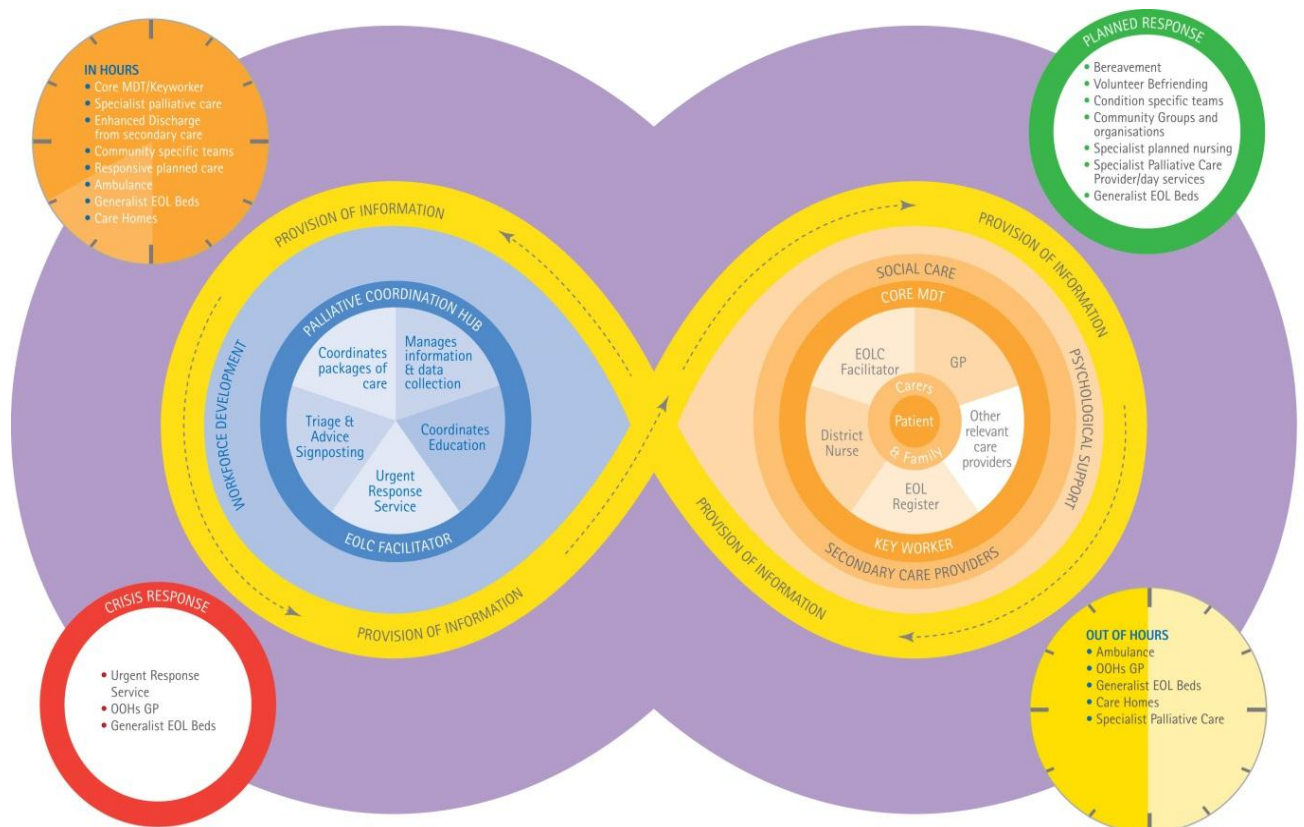 IN HOURS
Core MDT/Keyworker
Specialist palliative care
Enhanced Discharge
from secondary care
Community specific teams
Responsive planned care
Ambulance
Generalist EOL Beds
Care Homes
PLANNED RESPONSE
Bereavement
Volunteer Befriending
Condition specific teams
Community Groups and
organisations
Specialist planned nursing
Specialist Palliative Care
Provider/day services
Generalist EOL Beds
PROVISION OF INFORMATION
WORKFORCE DEVELOPMENT
PALLIATIVE COORDINATION HUB
Coordinates
packages of
care
Manages
information
& data
collection
Triage &
Advice
Signposting
Coordinates
Education
Urgent
Response
Service
EOLC FACILITATOR
PROVISION OF INFORMATION
PROVISION OF INFORMATION
SOCIAL CARE
CORE MDT
EOLC
Facilitator
GP
Carers
Patient
& Family
District
Nurse
Other
relevant
care
providers
EOL
Register
KEY WORKER
SECONDARY CARE PROVIDERS
PSYCHOLOGICAL SUPPORT
PROVISION OF INFORMATION
CRISIS RESPONSE
Urgent Response
Service
OOHs GP
Generalist EOL Beds
OUT OF HOURS
Ambulance
OOHs GP
Generalist EOL Beds
Care Homes
Specialist Palliative Care